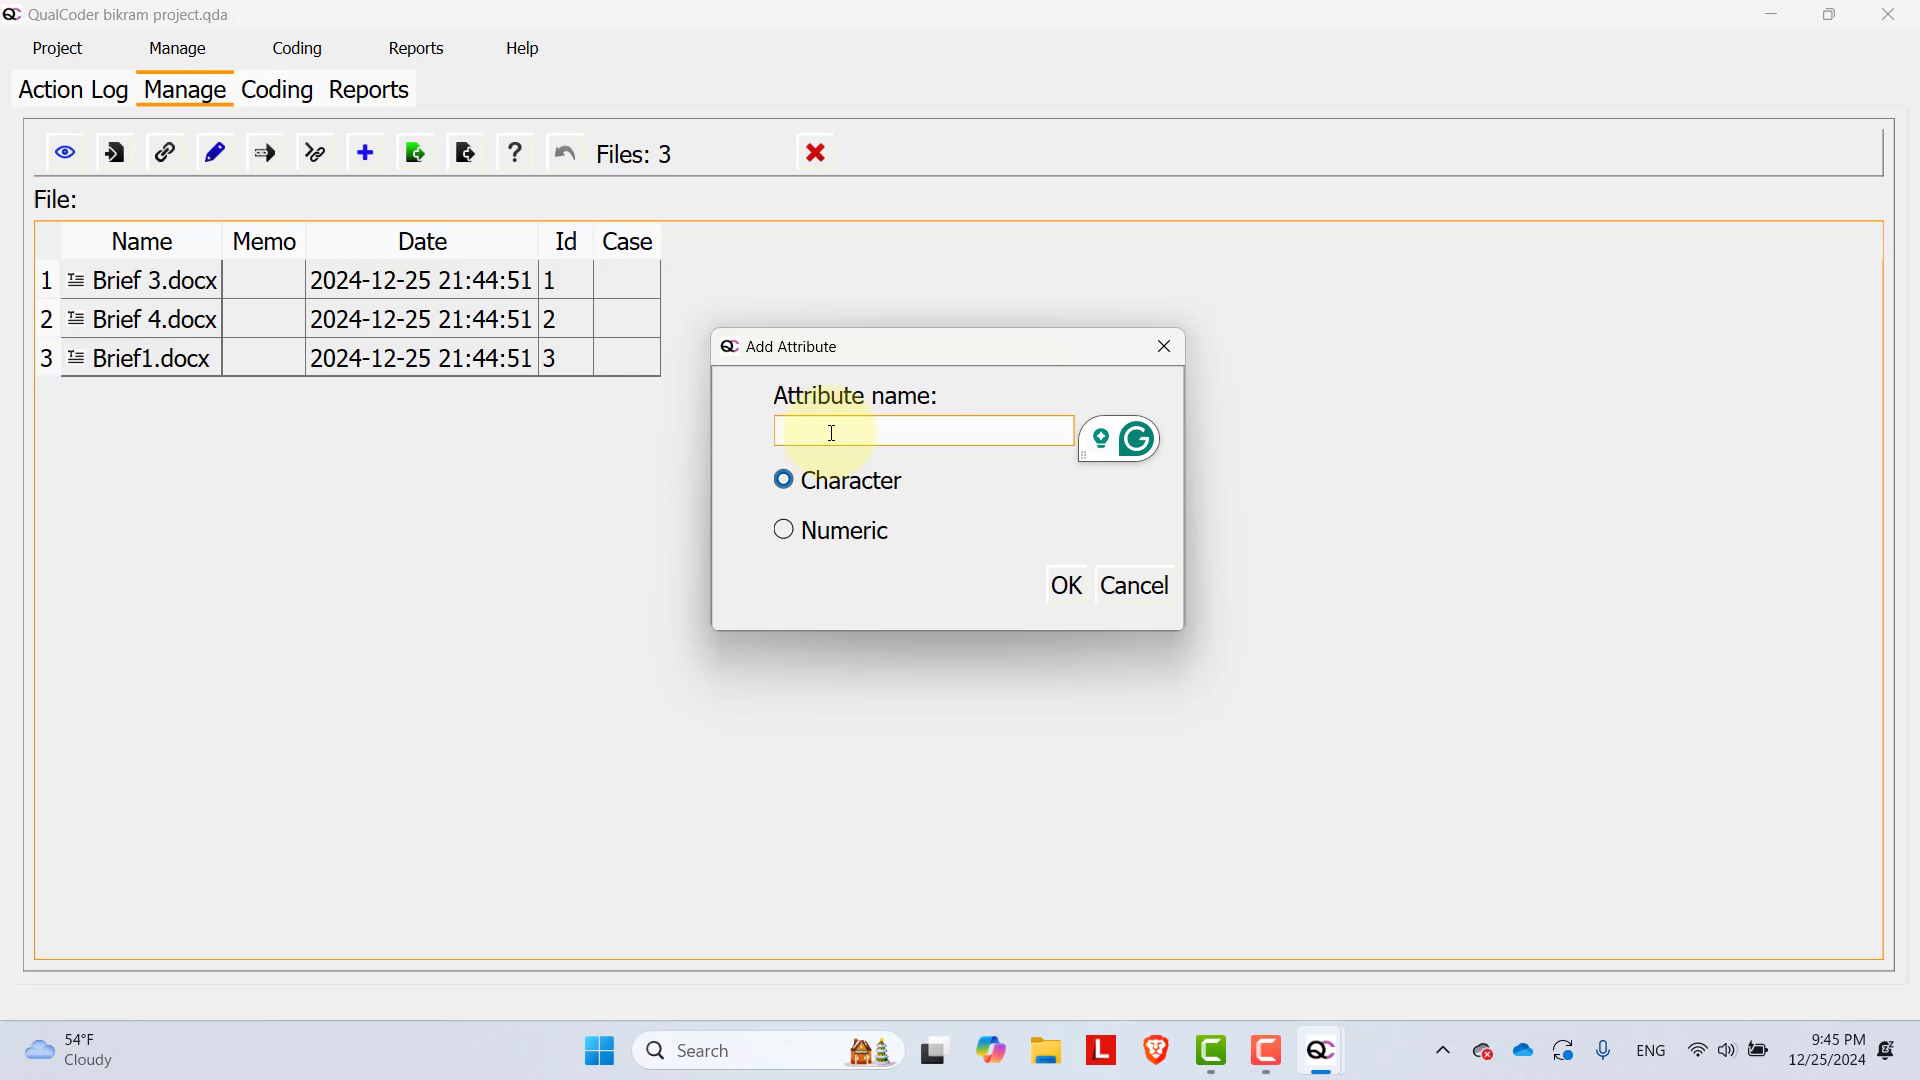 QualCoder bikram project.qda
Project Manage Coding Reports Help
Action Log Manage Coding Reports
Files: 3
File:
Name Memo Date Id Case
1 Brief 3.docx 2024-12-25 21:44:51 1
2 Brief 4.docx 2024-12-25 21:44:51 2
3 Brief1.docx 2024-12-25 21:44:51 3
Add Attribute
Attribute name:
Character
Numeric
OK Cancel
54°F
Cloudy
Search
ENG
9:45 PM
12/25/2024